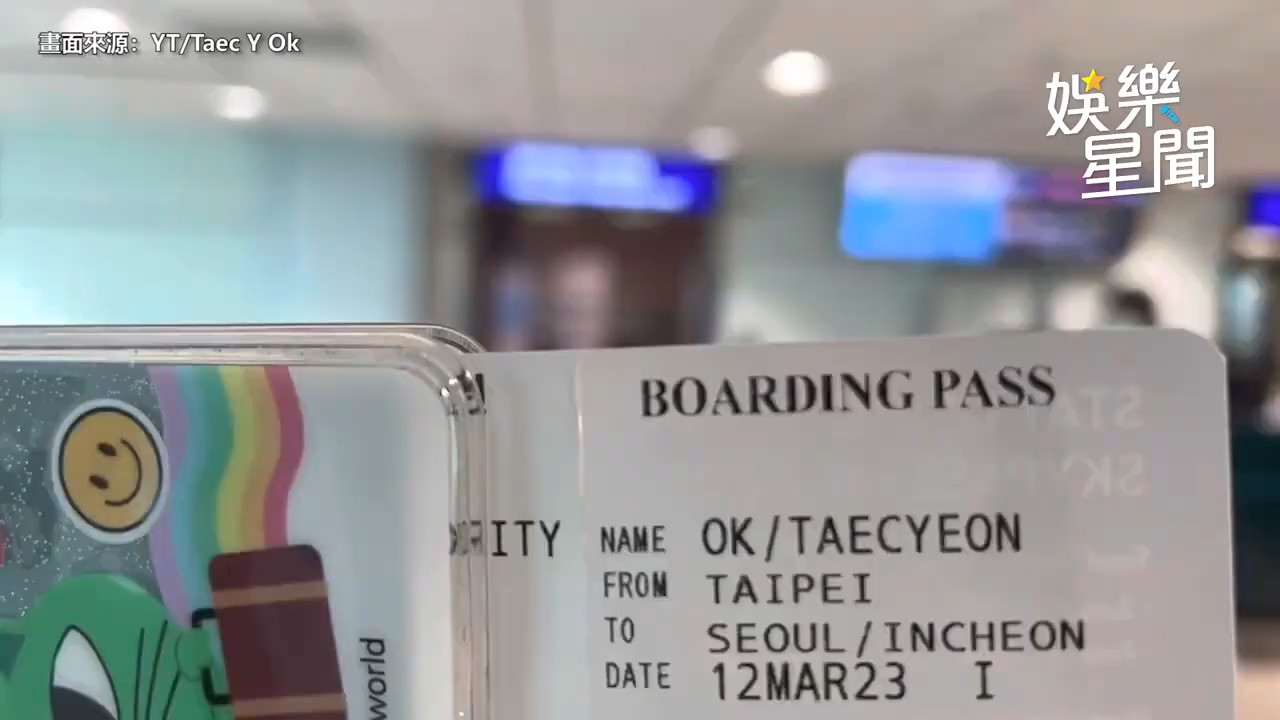 畫面來源：YT/Taec Y Ok
娛樂
星聞
BOARDING PASS
ITY
NAME OK/TAECYEON
FROM TAIPEI
TO SEOUL/INCHEON
DATE 12MAR23 I
world